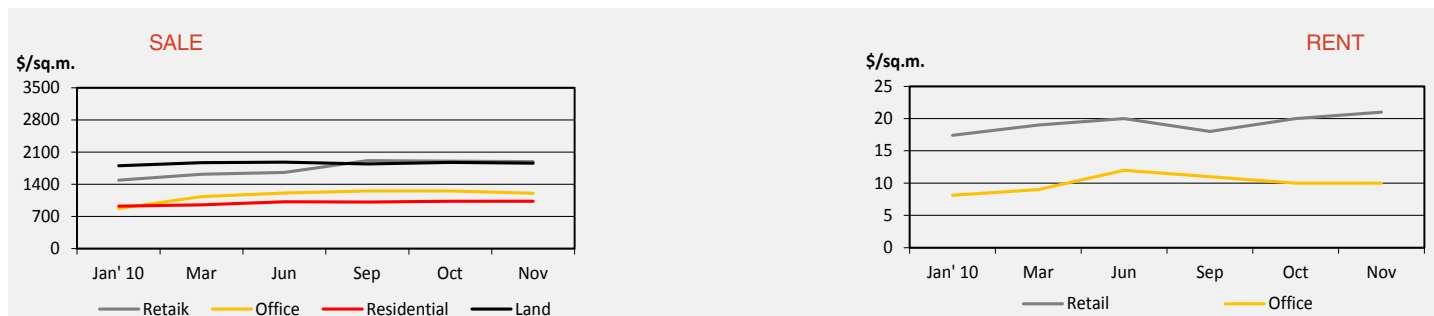 SALE
$/sq.m.
3500
2800
2100
1400
700
0
Jan' 10 Mar Jun Sep Oct Nov
Retaik Office Residential Land
RENT
$/sq.m.
25
20
15
10
5
0
Jan' 10 Mar Jun Sep Oct Nov
Retail Office